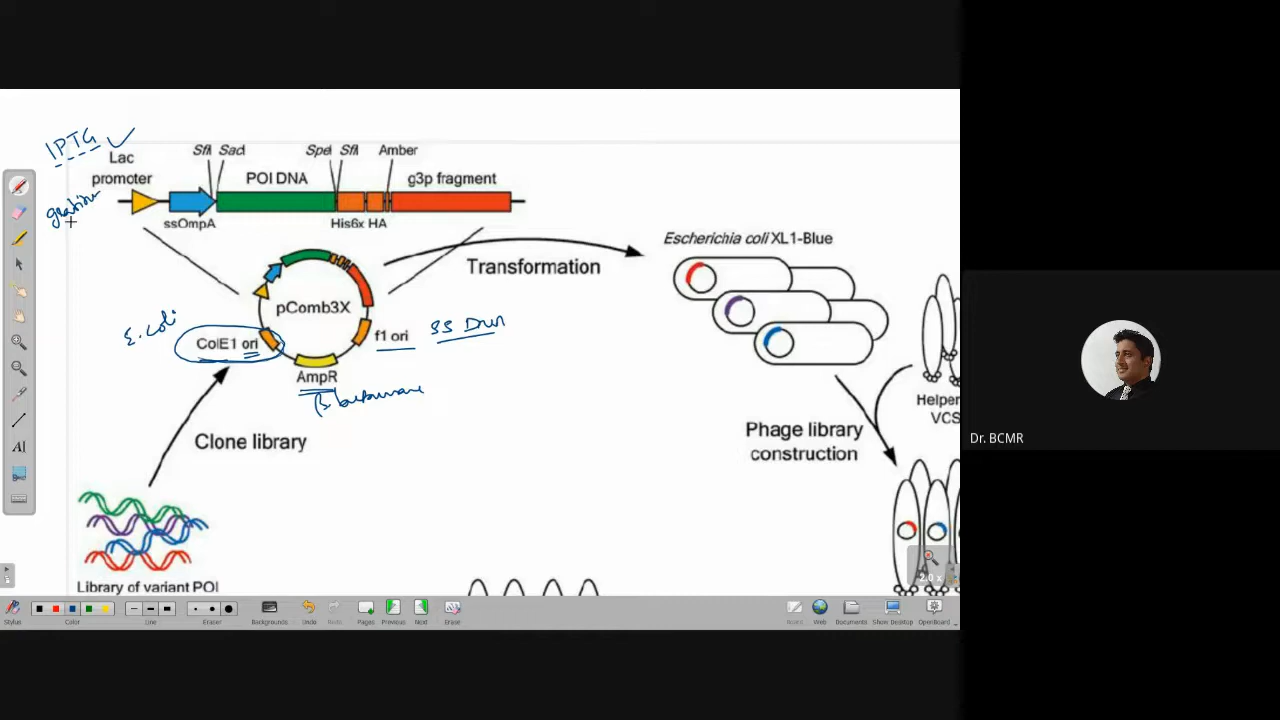 IPTG
Lac
promoter
SfiI SacI SpeI SfiI Amber
POI DNA
g3p fragment
ssOmpA
His6x HA
Escherichia coli XL1-Blue
Transformation
pComb3X
E. coli
ColE1 ori
f1 ori
SS DNA
AmpR
β
Clone library
Phage library
construction
Helper
VCS
Library of variant POI
Dr. BCMR
2.0 x
Stylus
Color
Line
Eraser
Backgrounds
Undo
Redo
Pages
Previous
Next
Erase
Board
Web
Documents
Show Desktop
OpenBoard